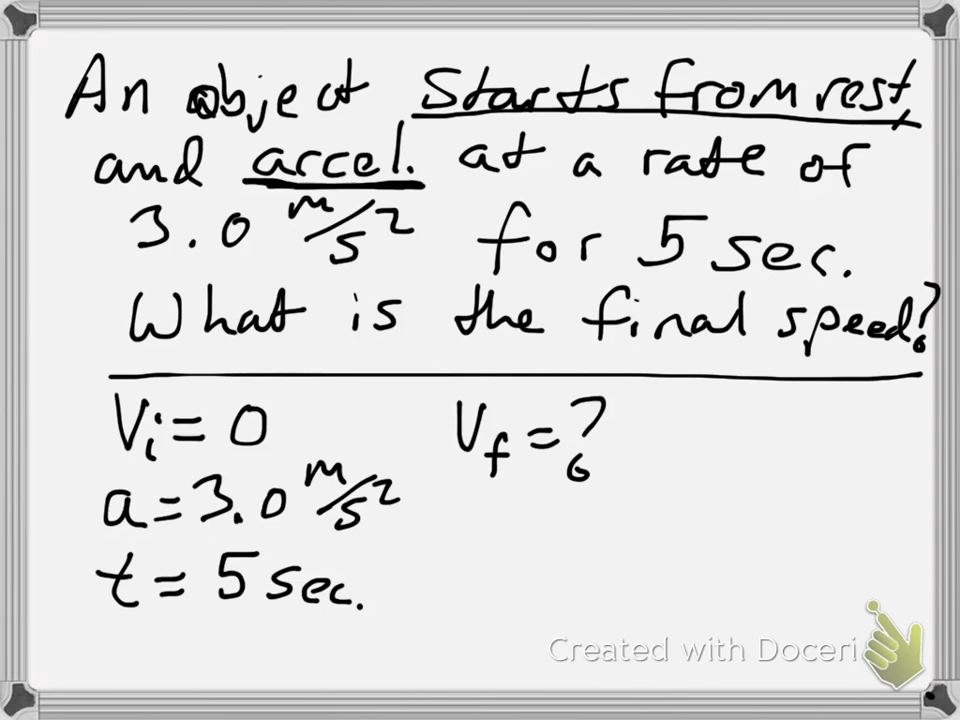 An object starts from rest,
and accel. at a rate of
3.0 m/s² for 5 sec.
What is the final speed?
Vi = 0 Vf = ?
a = 3.0 m/s²
t = 5 sec.
Created with Doceri